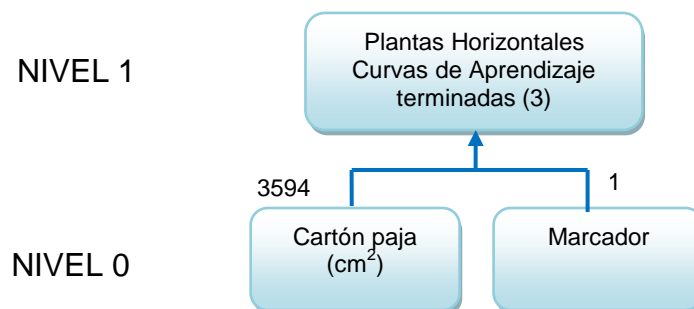 NIVEL 1
Plantas Horizontales
Curvas de Aprendizaje
terminadas (3)
3594
1
NIVEL 0
Cartón paja
(cm²)
Marcador